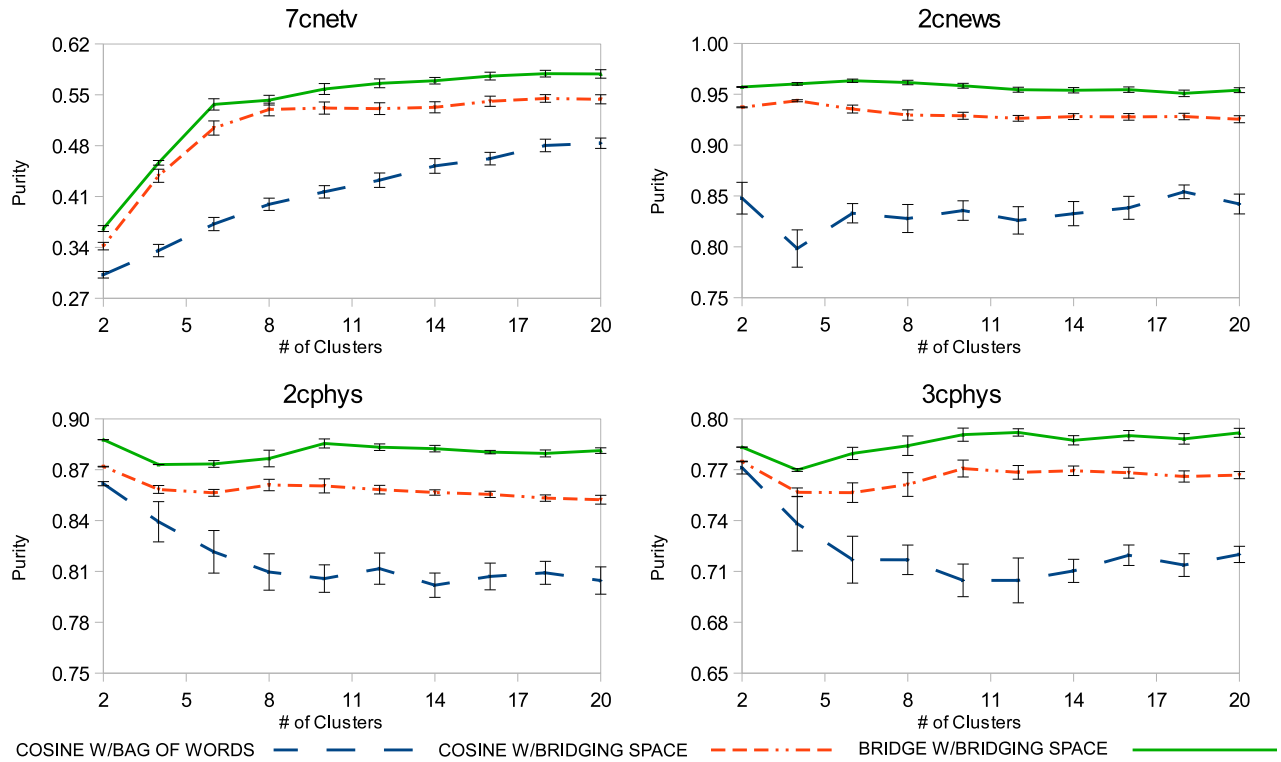 7cnetv
0.62
0.55
0.48
0.41
0.34
0.27
Purity
2 5 8 11 14 17 20
# of Clusters
2cnews
1.00
0.95
0.90
0.85
0.80
0.75
Purity
2 5 8 11 14 17 20
# of Clusters
2cphys
0.90
0.87
0.84
0.81
0.78
0.75
Purity
2 5 8 11 14 17 20
# of Clusters
3cphys
0.80
0.77
0.74
0.71
0.68
0.65
Purity
2 5 8 11 14 17 20
# of Clusters
COSINE W/BAG OF WORDS COSINE W/BRIDGING SPACE BRIDGE W/BRIDGING SPACE